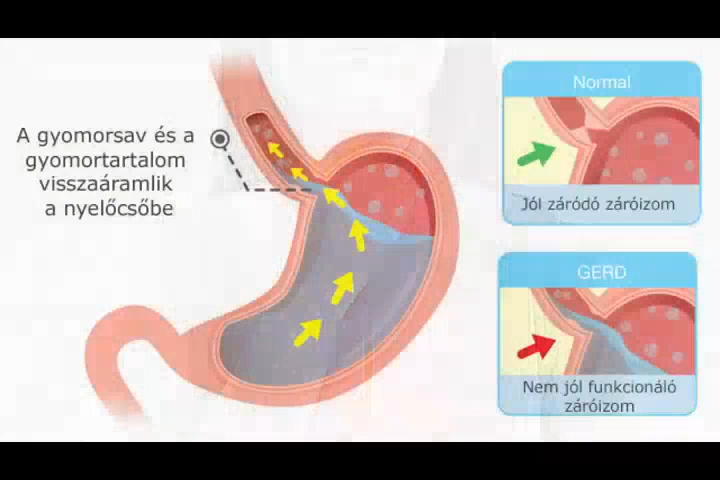 A gyomorsav és a
gyomortartalom
visszaáramlik
a nyelőcsőbe
Normal
Jól záródó záróizom
GERD
Nem jól funkcionáló
záróizom